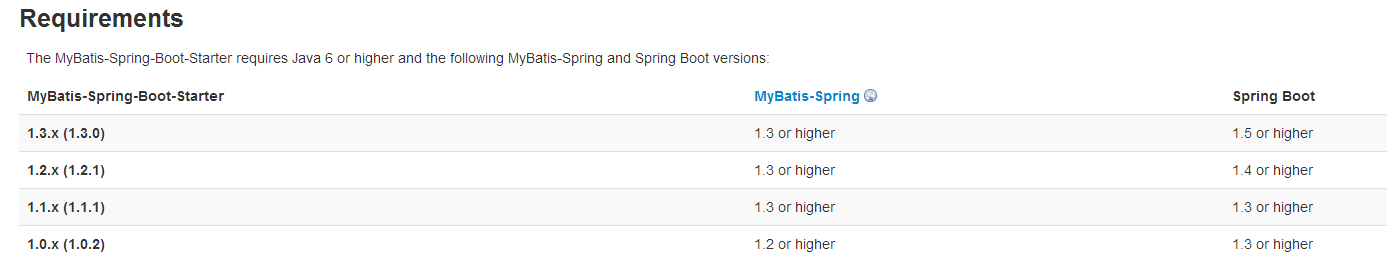 Requirements
The MyBatis-Spring-Boot-Starter requires Java 6 or higher and the following MyBatis-Spring and Spring Boot versions:
MyBatis-Spring-Boot-Starter MyBatis-Spring Spring Boot
1.3.x (1.3.0) 1.3 or higher 1.5 or higher
1.2.x (1.2.1) 1.3 or higher 1.4 or higher
1.1.x (1.1.1) 1.3 or higher 1.3 or higher
1.0.x (1.0.2) 1.2 or higher 1.3 or higher